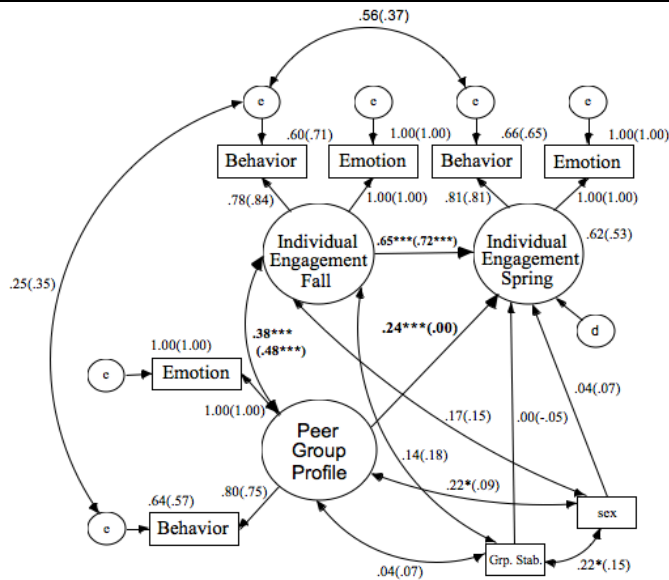 .56(.37)
e
e
e
e
.60(.71)
1.00(1.00)
.66(.65)
1.00(1.00)
Behavior
Emotion
Behavior
Emotion
.78(.84)
1.00(1.00)
.81(.81)
1.00(1.00)
Individual
Engagement
Fall
.65***(.72***)
Individual
Engagement
Spring
.62(.53)
.25(.35)
.38***
(.48***)
.24***(.00)
d
1.00(1.00)
e
Emotion
1.00(1.00)
.04(.07)
.17(.15)
.00(-.05)
Peer
Group
Profile
.14(.18)
.22*(.09)
.64(.57)
.80(.75)
e
Behavior
sex
Grp. Stab.
.04(.07)
.22*(.15)